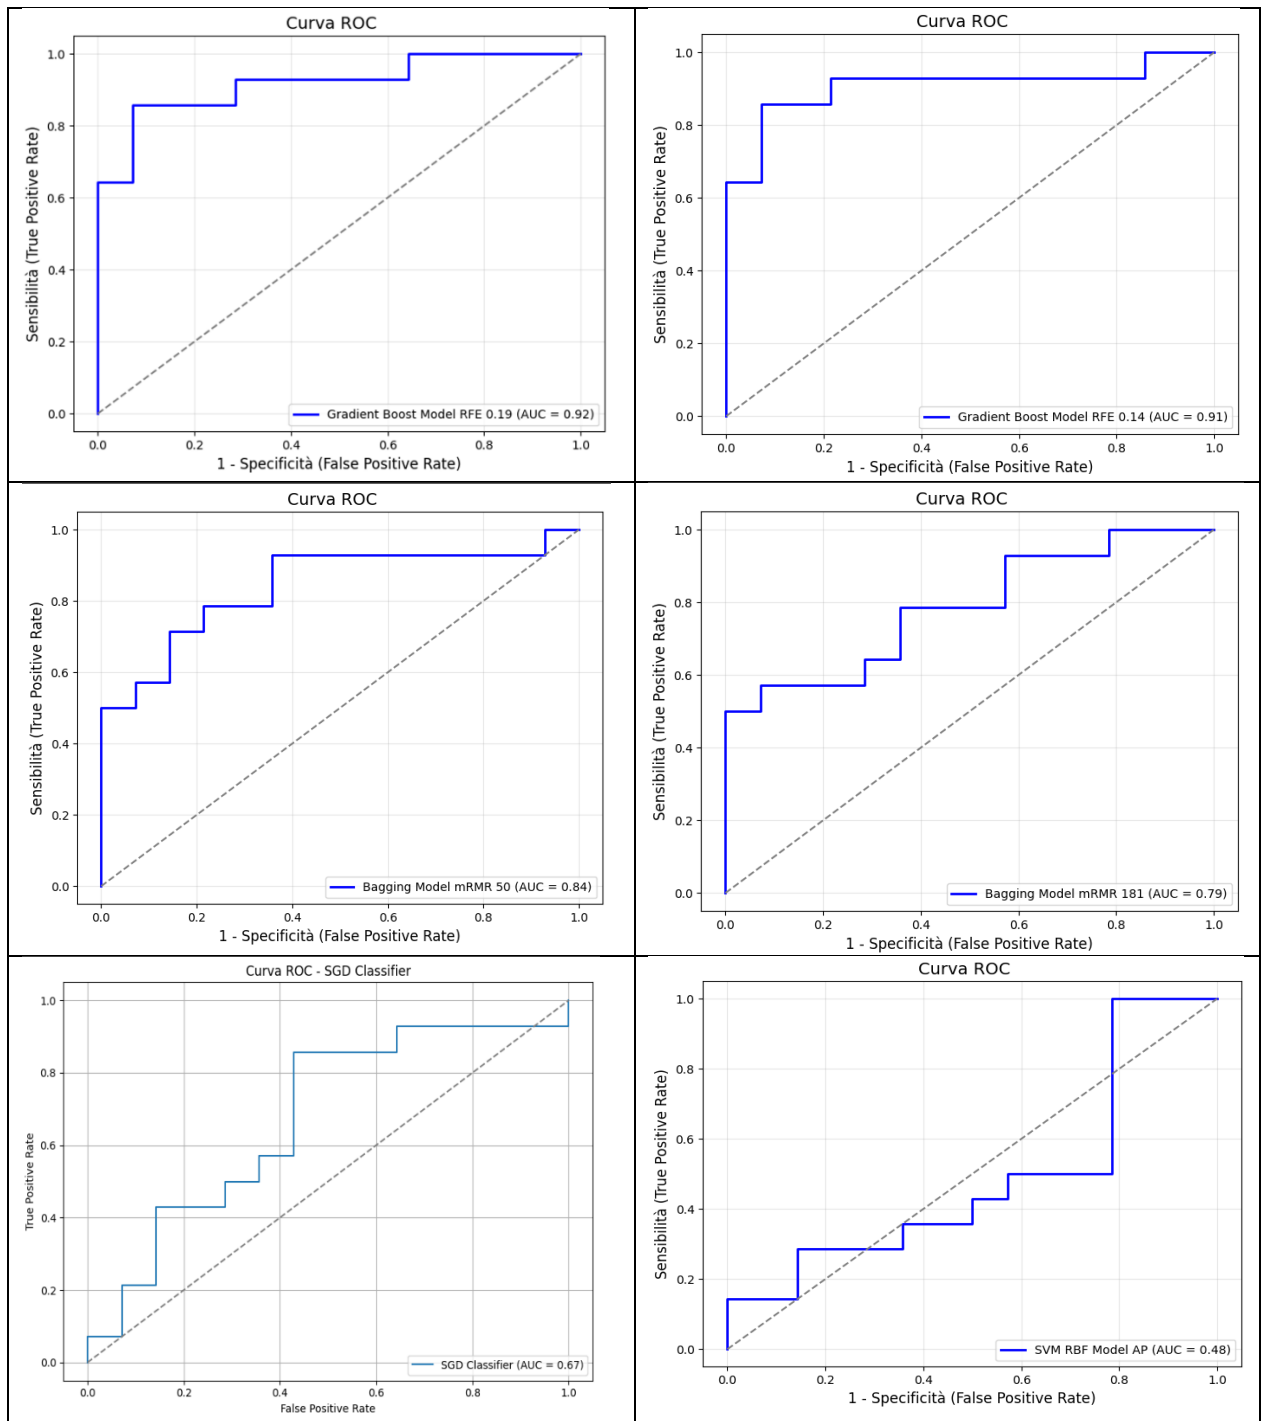 Curva ROC
1.0
0.8
0.6
0.4
0.2
0.0
Sensibilità (True Positive Rate)
Gradient Boost Model RFE 0.19 (AUC = 0.92)
0.0 0.2 0.4 0.6 0.8 1.0
1 - Specificità (False Positive Rate)
Curva ROC
1.0
0.8
0.6
0.4
0.2
0.0
Sensibilità (True Positive Rate)
Gradient Boost Model RFE 0.14 (AUC = 0.91)
0.0 0.2 0.4 0.6 0.8 1.0
1 - Specificità (False Positive Rate)
Curva ROC
1.0
0.8
0.6
0.4
0.2
0.0
Sensibilità (True Positive Rate)
Bagging Model mRMR 50 (AUC = 0.84)
0.0 0.2 0.4 0.6 0.8 1.0
1 - Specificità (False Positive Rate)
Curva ROC
1.0
0.8
0.6
0.4
0.2
0.0
Sensibilità (True Positive Rate)
Bagging Model mRMR 181 (AUC = 0.79)
0.0 0.2 0.4 0.6 0.8 1.0
1 - Specificità (False Positive Rate)
Curva ROC - SGD Classifier
1.0
0.8
0.6
0.4
0.2
0.0
True Positive Rate
SGD Classifier (AUC = 0.67)
0.0 0.2 0.4 0.6 0.8 1.0
False Positive Rate
Curva ROC
1.0
0.8
0.6
0.4
0.2
0.0
Sensibilità (True Positive Rate)
SVM RBF Model AP (AUC = 0.48)
0.0 0.2 0.4 0.6 0.8 1.0
1 - Specificità (False Positive Rate)